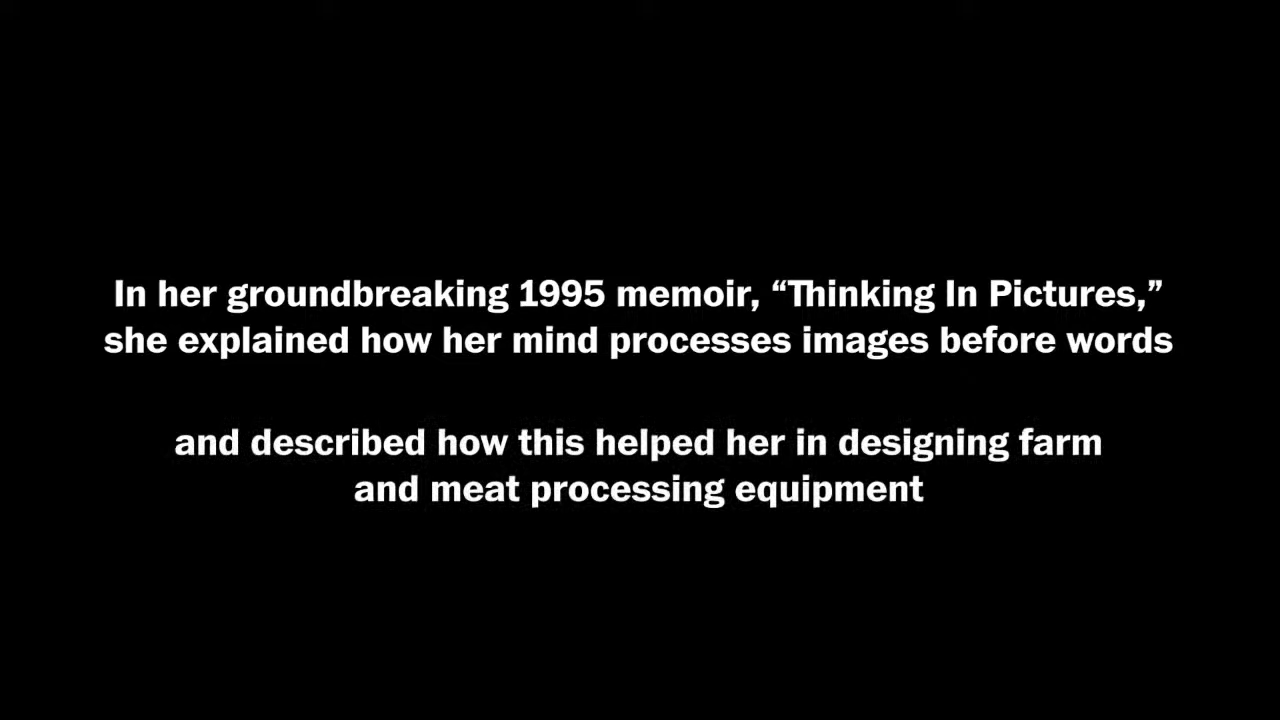 In her groundbreaking 1995 memoir, “Thinking In Pictures,”
she explained how her mind processes images before words
and described how this helped her in designing farm
and meat processing equipment